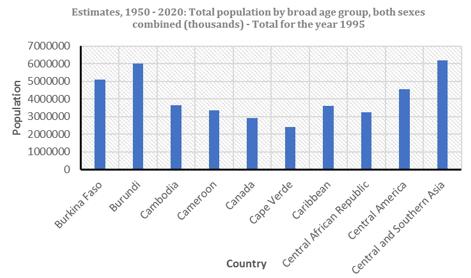 Estimates, 1950 - 2020: Total population by broad age group, both sexes
combined (thousands) - Total for the year 1995
Population
7000000
6000000
5000000
4000000
3000000
2000000
1000000
0
Burkina Faso
Burundi
Cambodia
Cameroon
Canada
Cape Verde
Caribbean
Central African Republic
Central America
Central and Southern Asia
Country